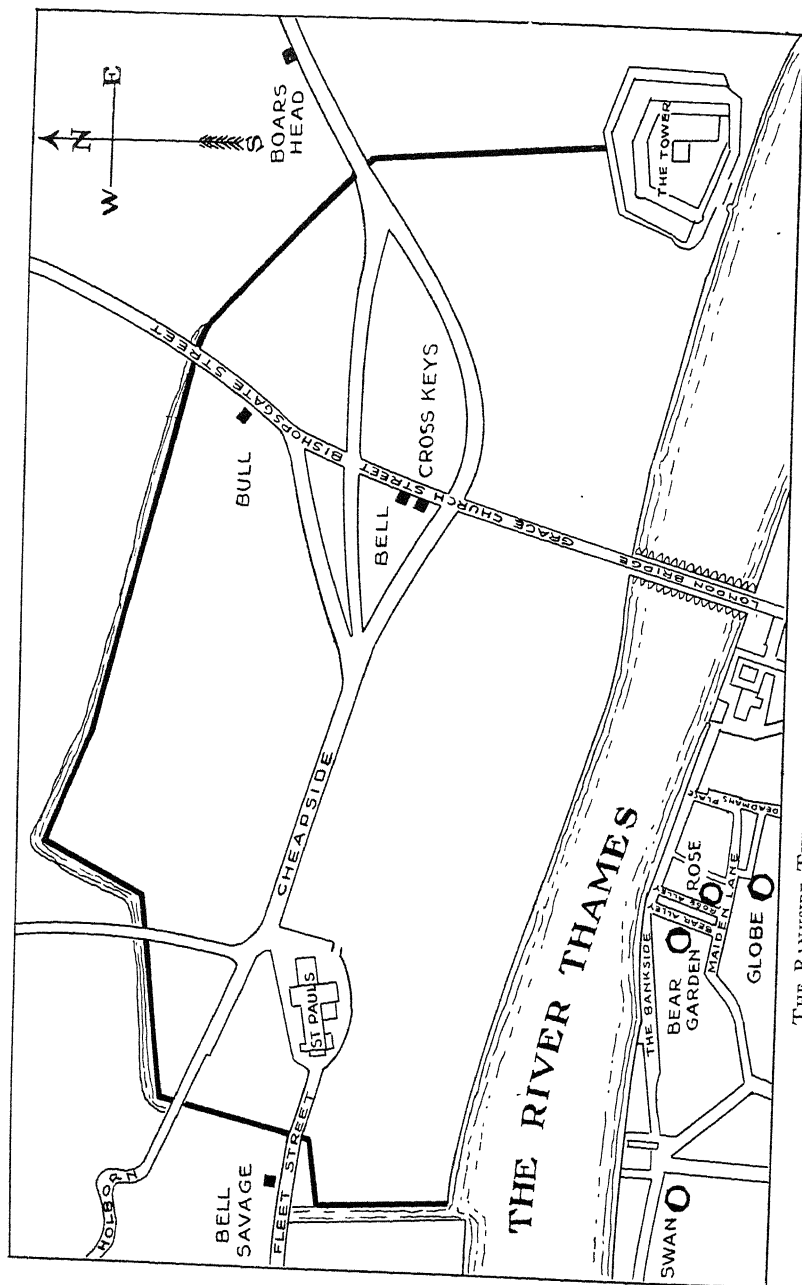 N
W E
S
BOARS
HEAD
HOLBORN
BISHOPSGATE STREET
BULL
BELL
CROSS KEYS
GRACE CHURCH STREET
CHEAPSIDE
ST PAULS
BELL
SAVAGE
FLEET STREET
THE TOWER
LONDON BRIDGE
THE RIVER THAMES
THE BANKSIDE
DEADMANS PLACE
SWAN
BEAR
GARDEN
BEAR ALLEY
ROSE ALLEY
ROSE
MAIDEN LANE
GLOBE
THE